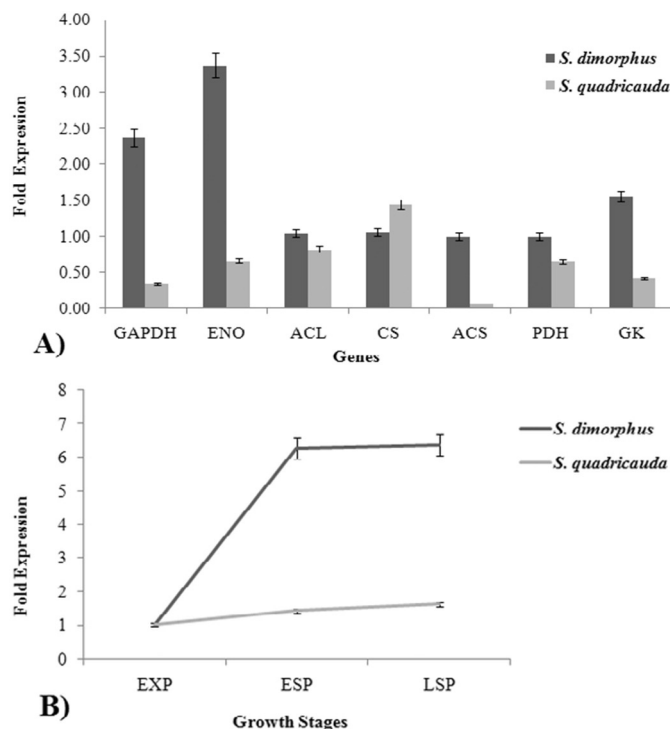 4.00
3.50
3.00
2.50
2.00
1.50
1.00
0.50
0.00
Fold Expression
S. dimorphus
S. quadricauda
GAPDH ENO ACL CS ACS PDH GK
Genes
A)
8
7
6
5
4
3
2
1
0
Fold Expression
S. dimorphus
S. quadricauda
EXP ESP LSP
Growth Stages
B)